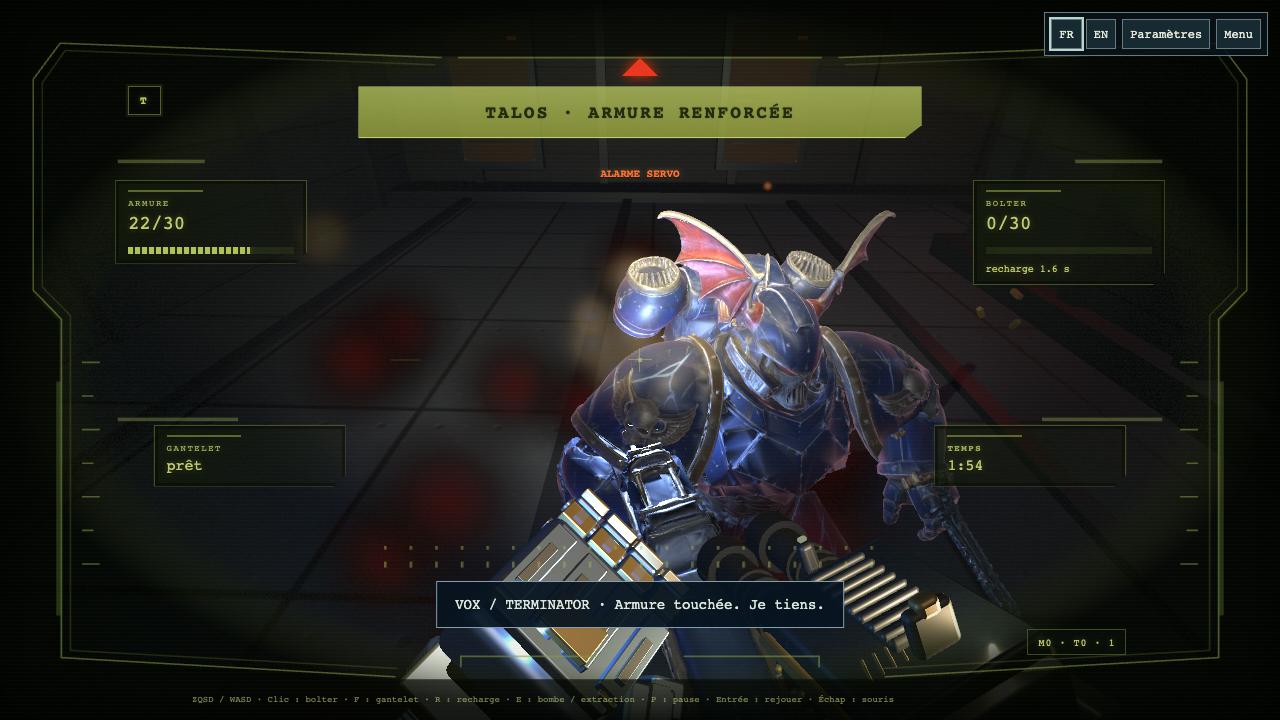 FR EN Paramètres Menu
T
TALOS · ARMURE RENFORCÉE
ALARME SERVO
ARMURE
22/30
BOLTER
0/30
recharge 1.6 s
GANTELET
prêt
TEMPS
1:54
VOX / TERMINATOR · Armure touchée. Je tiens.
M0 · T0 · 1
ZQSD / WASD · Clic : bolter · F : gantelet · R : recharge · E : bombe / extraction · P : pause · Entrée : rejouer · Échap : souris